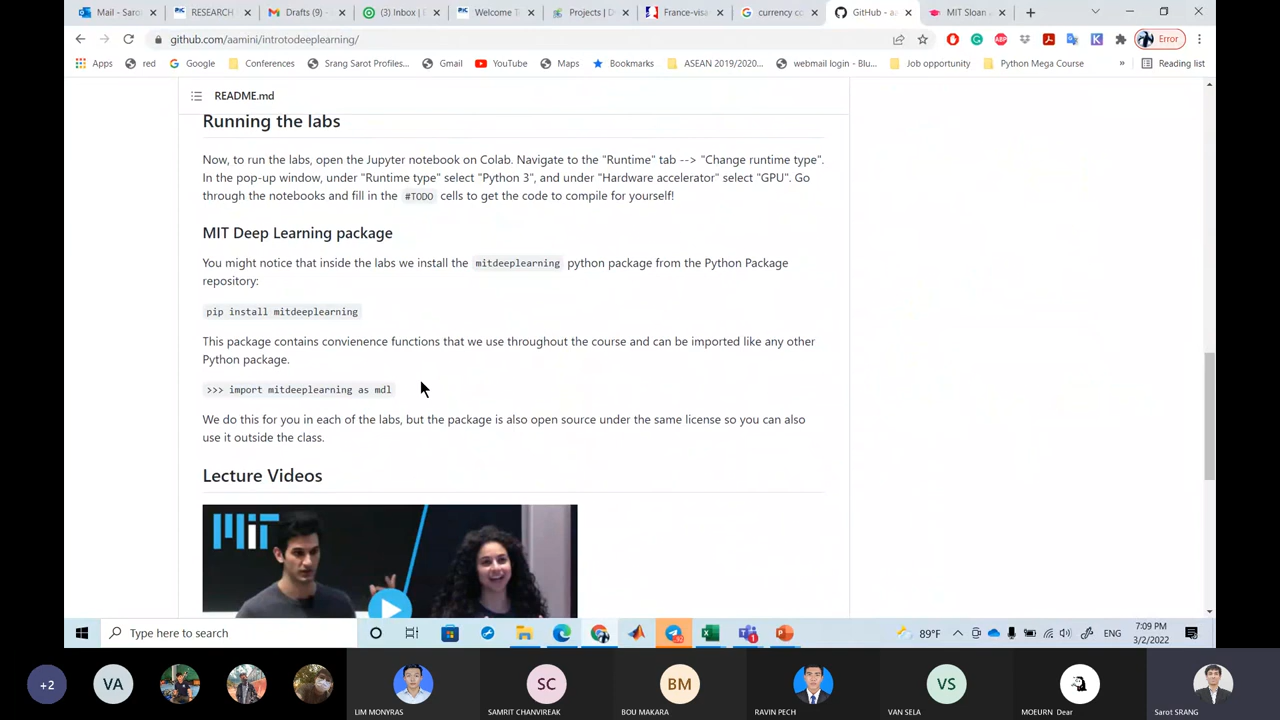 Mail - Saro
RESEARCH
Drafts (9) -
(3) Inbox | E
Welcome T
Projects | D
France-visa
currency co
GitHub - aa
MIT Sloan
github.com/aamini/introtodeeplearning/
Error
Apps
red
Google
Conferences
Srang Sarot Profiles...
Gmail
YouTube
Maps
Bookmarks
ASEAN 2019/2020...
webmail login - Blu...
Job opportunity
Python Mega Course
»
Reading list
README.md
Running the labs
Now, to run the labs, open the Jupyter notebook on Colab. Navigate to the "Runtime" tab --> "Change runtime type".
In the pop-up window, under "Runtime type" select "Python 3", and under "Hardware accelerator" select "GPU". Go
through the notebooks and fill in the #TODO cells to get the code to compile for yourself!
MIT Deep Learning package
You might notice that inside the labs we install the mitdeeplearning python package from the Python Package
repository:
pip install mitdeeplearning
This package contains convienence functions that we use throughout the course and can be imported like any other
Python package.
>>> import mitdeeplearning as mdl
We do this for you in each of the labs, but the package is also open source under the same license so you can also
use it outside the class.
Lecture Videos
MIT
Type here to search
89°F
ENG
7:09 PM
3/2/2022
+2
VA
SC
BM
VS
LIM MONYRAS
SAMRIT CHANVIREAK
BOU MAKARA
RAVIN PECH
VAN SELA
MOEURN Dear
Sarot SRANG